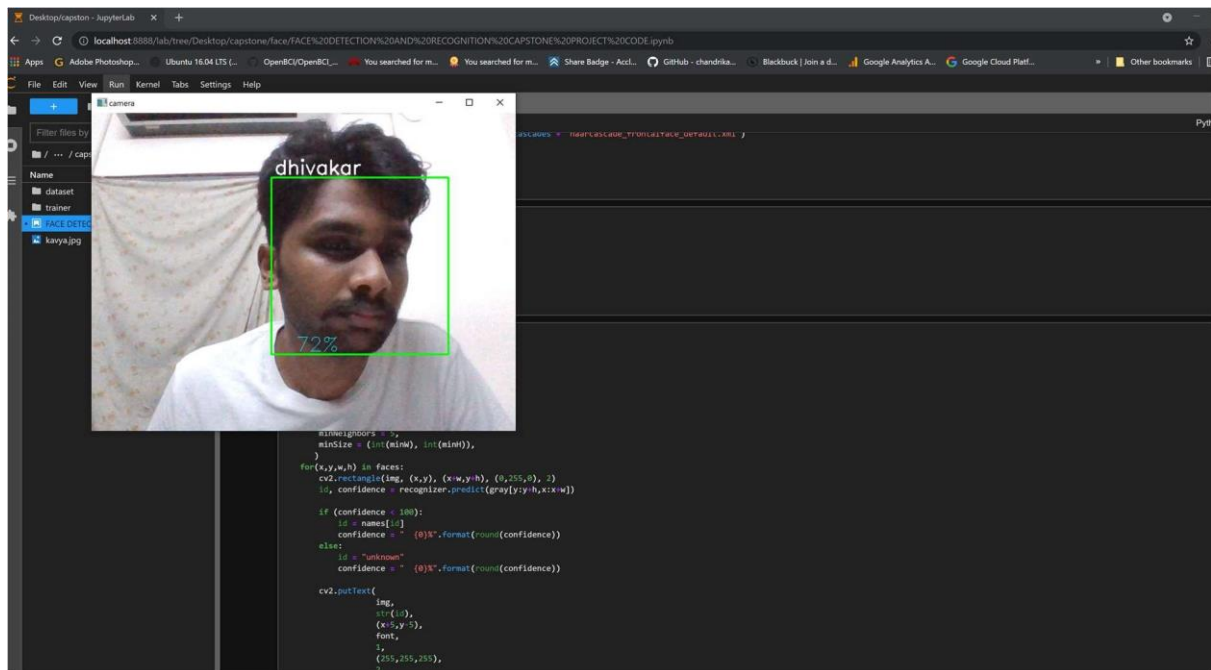 Desktop/capston - JupyterLab
localhost:8888/lab/tree/Desktop/capstone/face/FACE%20DETECTION%20AND%20RECOGNITION%20CAPSTONE%20PROJECT%20CODE.ipynb
Apps Adobe Photoshop... Ubuntu 16.04 LTS (... OpenBCI/OpenBCI_... You searched for m... You searched for m... Share Badge - Accl... GitHub - chandrika... Blackbuck | Join a d... Google Analytics A... Google Cloud Platf... » Other bookmarks
File Edit View Run Kernel Tabs Settings Help
camera
+
Filter files by
Pyth
cascades = "haarcascade_frontalface_default.xml")
/ ··· / caps
Name
dataset
trainer
FACE DETEC
kavya.jpg
dhivakar
72%
minNeighbors = 5,
minSize = (int(minW), int(minH)),
)
for(x,y,w,h) in faces:
cv2.rectangle(img, (x,y), (x+w,y+h), (0,255,0), 2)
id, confidence = recognizer.predict(gray[y:y+h,x:x+w])
if (confidence < 100):
id = names[id]
confidence = "  {0}%".format(round(confidence))
else:
id = "unknown"
confidence = "  {0}%".format(round(confidence))
cv2.putText(
img,
str(id),
(x+5,y-5),
font,
1,
(255,255,255),